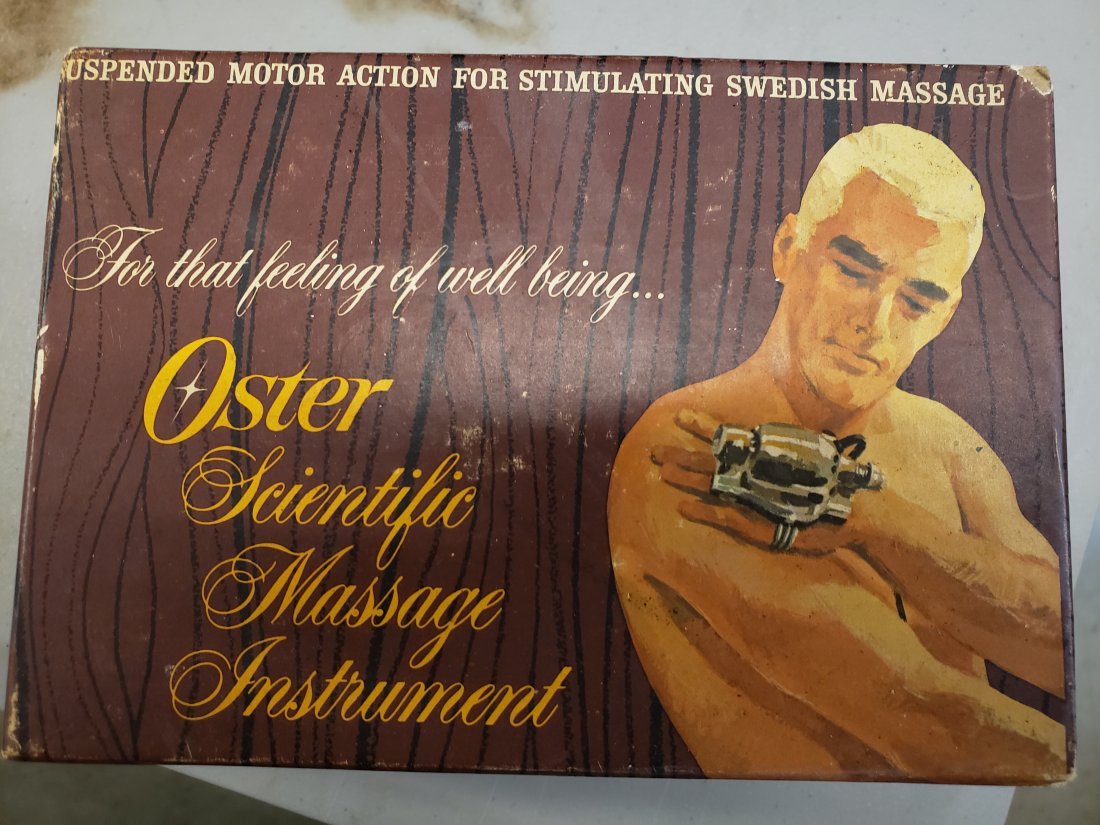 USPENDED MOTOR ACTION FOR STIMULATING SWEDISH MASSAGE
For that feeling of well being...
Oster
Scientific
Massage
Instrument